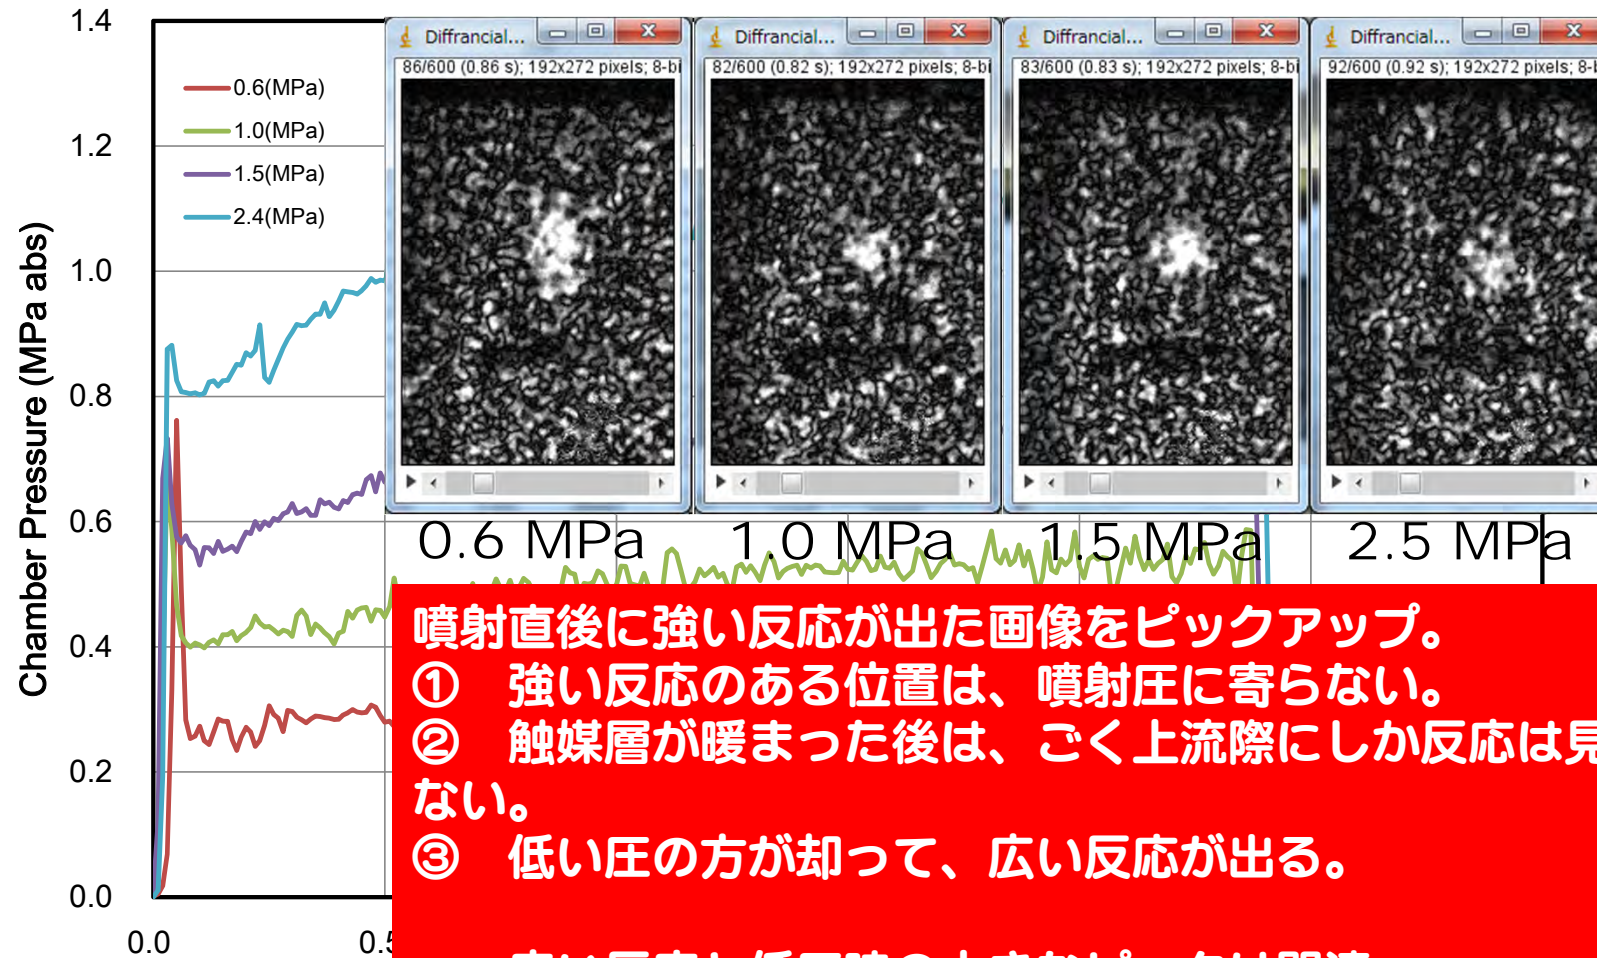 1.4
1.2
1.0
0.8
0.6
0.4
0.2
0.0
Chamber Pressure (MPa abs)
0.6(MPa)
1.0(MPa)
1.5(MPa)
2.4(MPa)
0.0
0.5
Diffrancial...
86/600 (0.86 s); 192x272 pixels; 8-bi
Diffrancial...
82/600 (0.82 s); 192x272 pixels; 8-bi
Diffrancial...
83/600 (0.83 s); 192x272 pixels; 8-bi
Diffrancial...
92/600 (0.92 s); 192x272 pixels; 8-b
0.6 MPa
1.0 MPa
1.5 MPa
2.5 MPa
噴射直後に強い反応が出た画像をピックアップ。
① 強い反応のある位置は、噴射圧に寄らない。
② 触媒層が暖まった後は、ごく上流際にしか反応は見
ない。
③ 低い圧の方が却って、広い反応が出る。